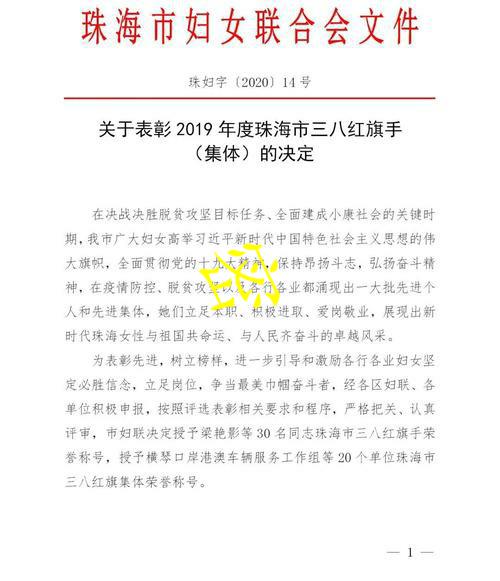 珠海市妇女联合会文件
珠妇字〔2020〕14号
关于表彰 2019 年度珠海市三八红旗手
（集体）的决定
在决战决胜脱贫攻坚目标任务、全面建成小康社会的关键时
期，我市广大妇女高举习近平新时代中国特色社会主义思想的伟
大旗帜，全面贯彻党的十九大精神，保持昂扬斗志，弘扬奋斗精
神，在疫情防控、脱贫攻坚以及各行各业都涌现出一大批先进个
人和先进集体，她们立足本职、积极进取、爱岗敬业，展现出新
时代珠海女性与祖国共命运、与人民齐奋斗的卓越风采。
为表彰先进，树立榜样，进一步引导和激励各行各业妇女坚
定必胜信念，立足岗位，争当最美巾帼奋斗者，经各区妇联、各
单位积极申报，按照评选表彰相关要求和程序，严格把关、认真
评审，市妇联决定授予梁艳影等 30 名同志珠海市三八红旗手荣
誉称号，授予横琴口岸港澳车辆服务工作组等 20 个单位珠海市
三八红旗集体荣誉称号。
— 1 —